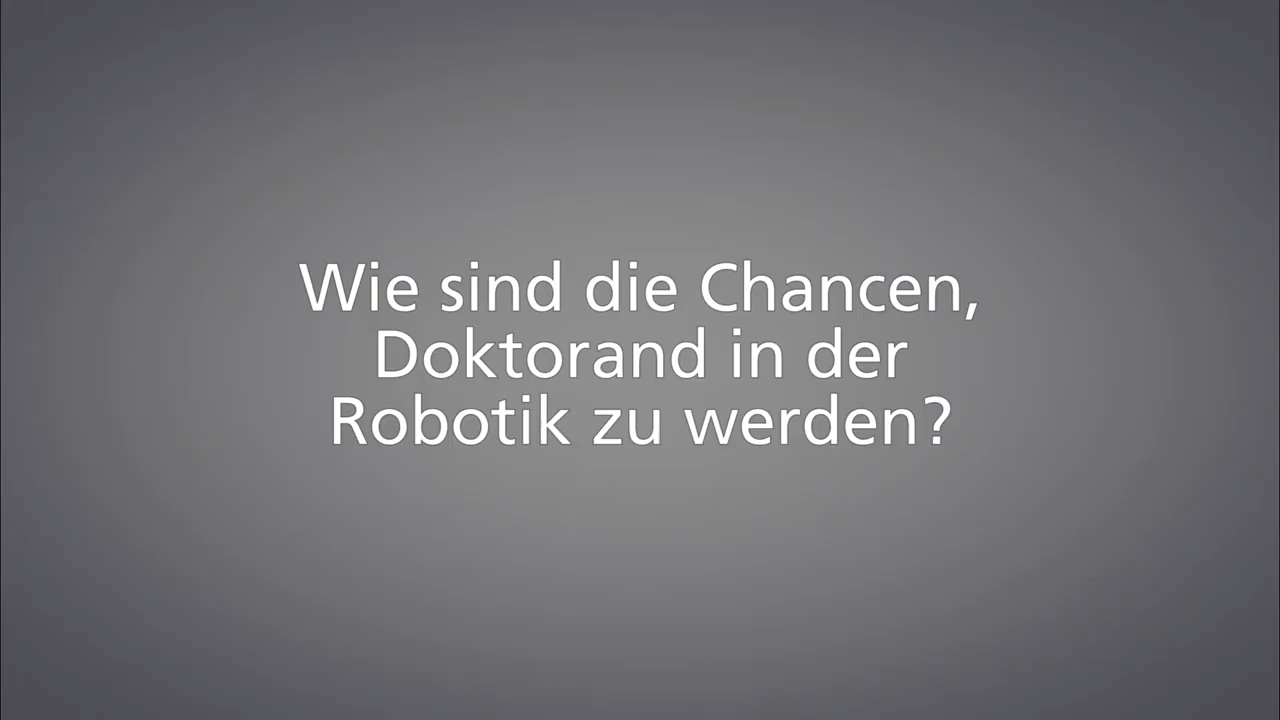 Wie sind die Chancen,
Doktorand in der
Robotik zu werden?